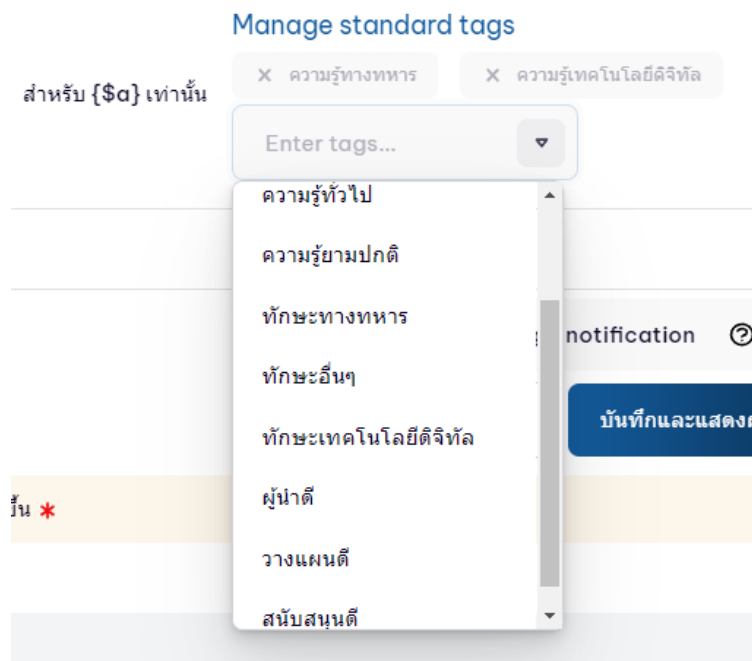 Manage standard tags
× ความรู้ทางทหาร × ความรู้เทคโนโลยีดิจิทัล
สำหรับ {$a} เท่านั้น
Enter tags...
ความรู้ทั่วไป
ความรู้ยามปกติ
ทักษะทางทหาร
notification
ทักษะอื่นๆ
บันทึกและแสดง
ทักษะเทคโนโลยีดิจิทัล
ผู้นำดี
วางแผนดี
สนับสนุนดี